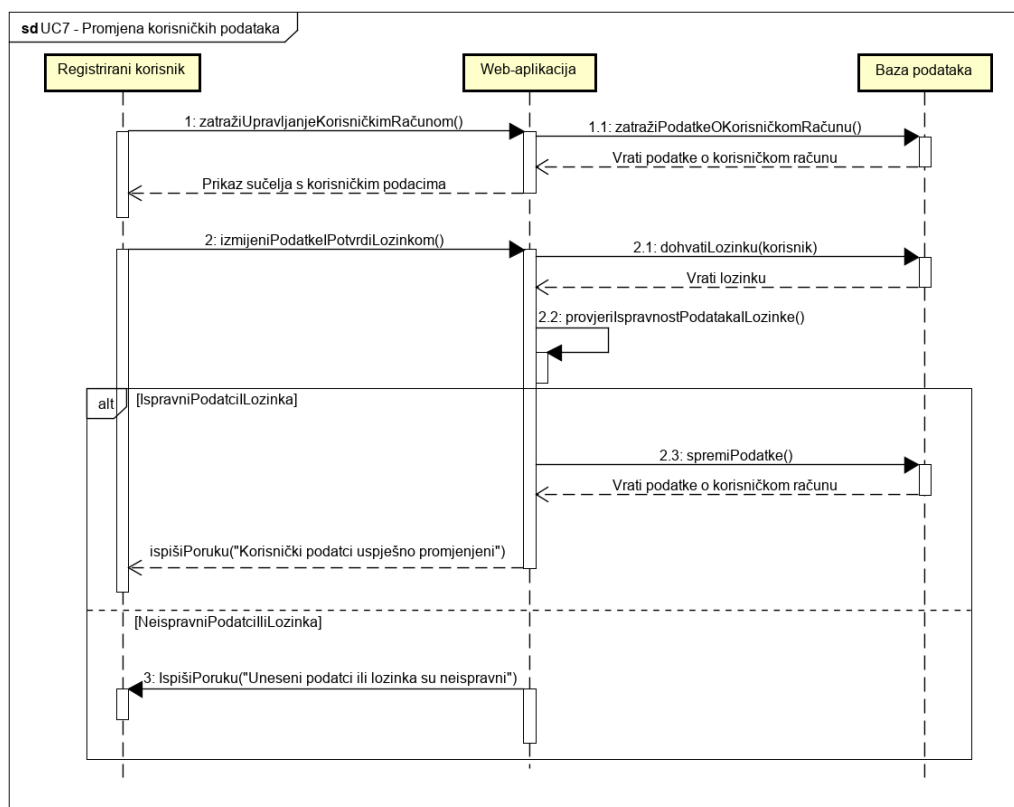 sd UC7 - Promjena korisničkih podataka
Registrirani korisnik
Web-aplikacija
Baza podataka
1: zatražiUpravljanjeKorisničkimRačunom()
1.1: zatražiPodatkeOKorisničkomRačunu()
Vrati podatke o korisničkom računu
Prikaz sučelja s korisničkim podacima
2: izmijeniPodatkeIPotvrdiLozinkom()
2.1: dohvatiLozinku(korisnik)
Vrati lozinku
2.2: provjeriIspravnostPodatakaILozinke()
alt
[IspravniPodatciILozinka]
2.3: spremiPodatke()
Vrati podatke o korisničkom računu
ispišiPoruku("Korisnički podatci uspješno promjenjeni")
[NeispravniPodatciIliLozinka]
3: IspišiPoruku("Uneseni podatci ili lozinka su neispravni")